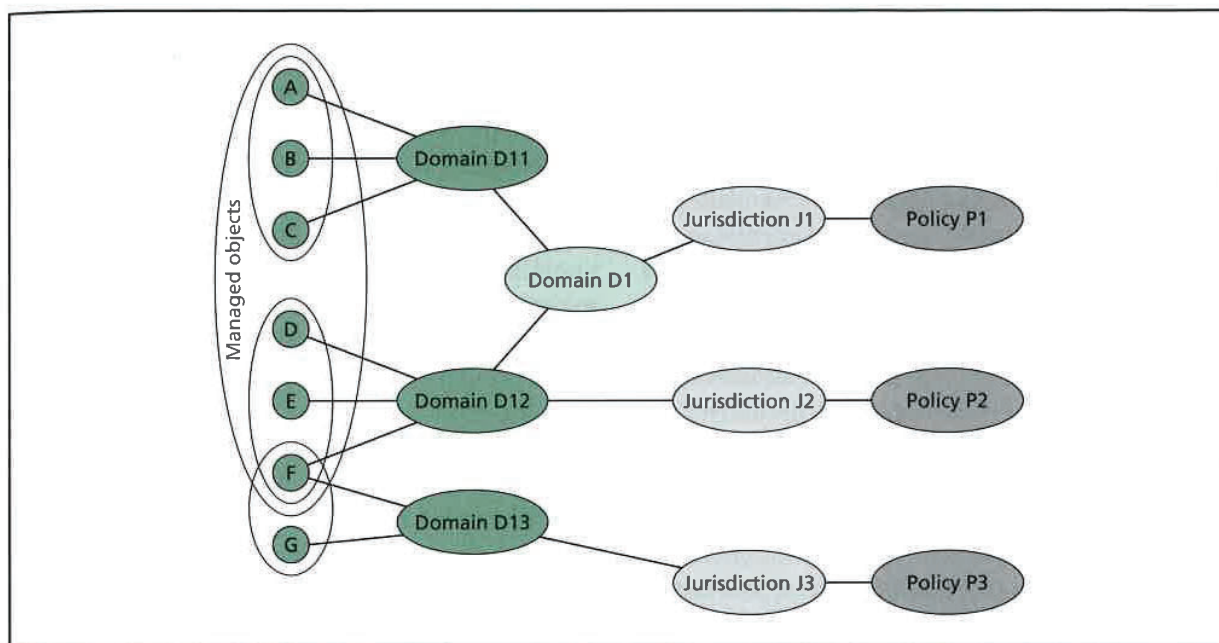 Managed objects
A
B
C
D
E
F
G
Domain D11
Domain D1
Domain D12
Domain D13
Jurisdiction J1
Jurisdiction J2
Jurisdiction J3
Policy P1
Policy P2
Policy P3